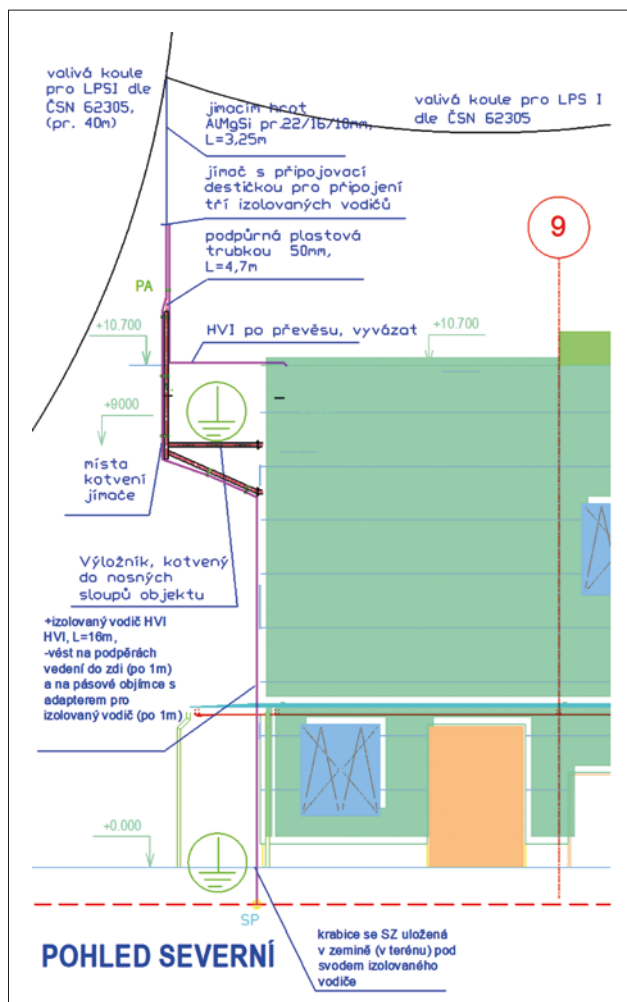 valivá koule
pro LPSI dle
ČSN 62305,
(pr. 40m)
jímacím hrot
AlMgSi pr.22/16/10mm,
L=3,25m
valivá koule pro LPS I
dle ČSN 62305
jímač s připojovací
destičkou pro připojení
tří izolovaných vodičů
9
podpůrná plastová
trubkou 50mm,
L=4,7m
PA
+10.700
HVI po převěsu, vyvázat
+10.700
+9000
místa
kotvení
jímače
Výložník, kotvený
do nosných
sloupů objektu
+izolovaný vodič HVI
HVI, L=16m,
-vést na podpěrách
vedení do zdi (po 1m)
a na pásové objímce s
adapterem pro
izolovaný vodič (po 1m)
+0.000
SP
POHLED SEVERNÍ
krabice se SZ uložená
v zemině (v terénu) pod
svodem izolovaného
vodiče